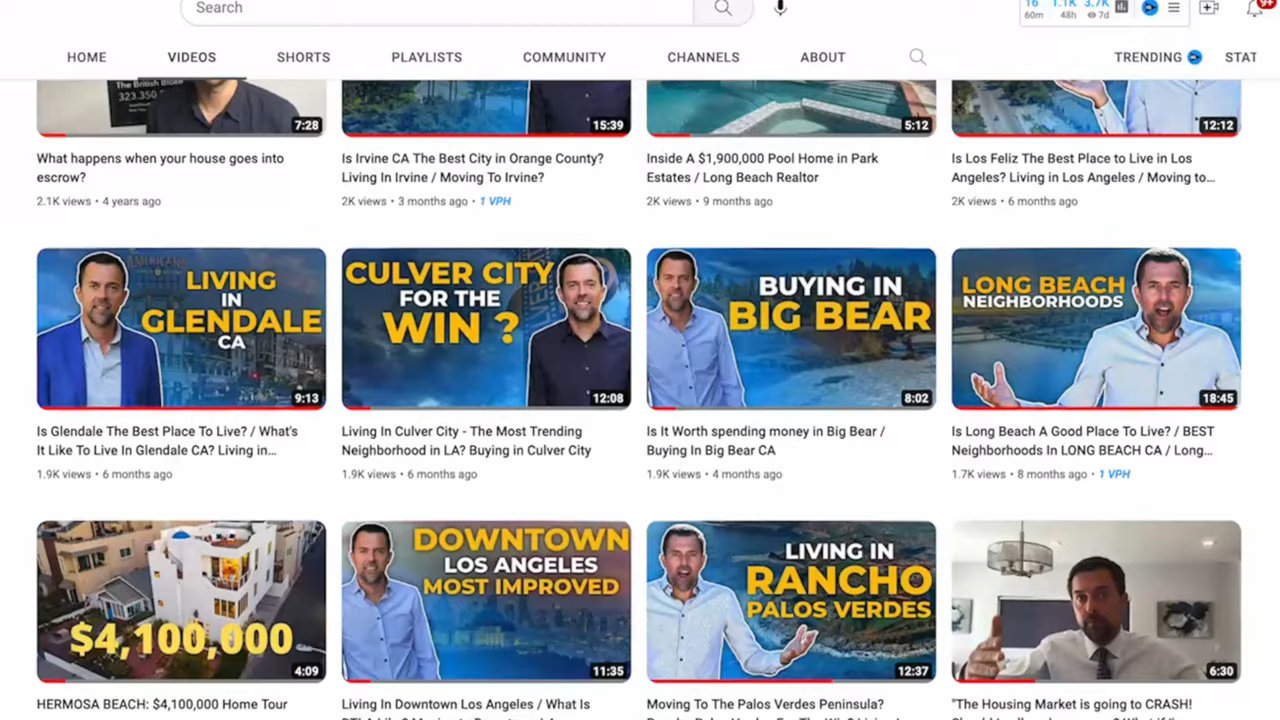 Search
16 1.1K 3.7K
60m 48h 7d
9+
HOME VIDEOS SHORTS PLAYLISTS COMMUNITY CHANNELS ABOUT TRENDING STAT
The British
323.350
7:28
15:39
5:12
12:12
What happens when your house goes into
escrow?
2.1K views • 4 years ago
Is Irvine CA The Best City in Orange County?
Living In Irvine / Moving To Irvine?
2K views • 3 months ago • 1 VPH
Inside A $1,900,000 Pool Home in Park
Estates / Long Beach Realtor
2K views • 9 months ago
Is Los Feliz The Best Place to Live in Los
Angeles? Living in Los Angeles / Moving to...
2K views • 6 months ago
LIVING
IN
GLENDALE
CA
9:13
CULVER CITY
FOR THE
WIN ?
12:08
BUYING IN
BIG BEAR
8:02
LONG BEACH
NEIGHBORHOODS
18:45
Is Glendale The Best Place To Live? / What's
It Like To Live In Glendale CA? Living in...
1.9K views • 6 months ago
Living In Culver City - The Most Trending
Neighborhood in LA? Buying in Culver City
1.9K views • 6 months ago
Is It Worth spending money in Big Bear /
Buying In Big Bear CA
1.9K views • 4 months ago
Is Long Beach A Good Place To Live? / BEST
Neighborhoods In LONG BEACH CA / Long...
1.7K views • 8 months ago • 1 VPH
$4,100,000
4:09
DOWNTOWN
LOS ANGELES
MOST IMPROVED
11:35
LIVING IN
RANCHO
PALOS VERDES
12:37
6:30
HERMOSA BEACH: $4,100,000 Home Tour
Living In Downtown Los Angeles / What Is
Moving To The Palos Verdes Peninsula?
"The Housing Market is going to CRASH!